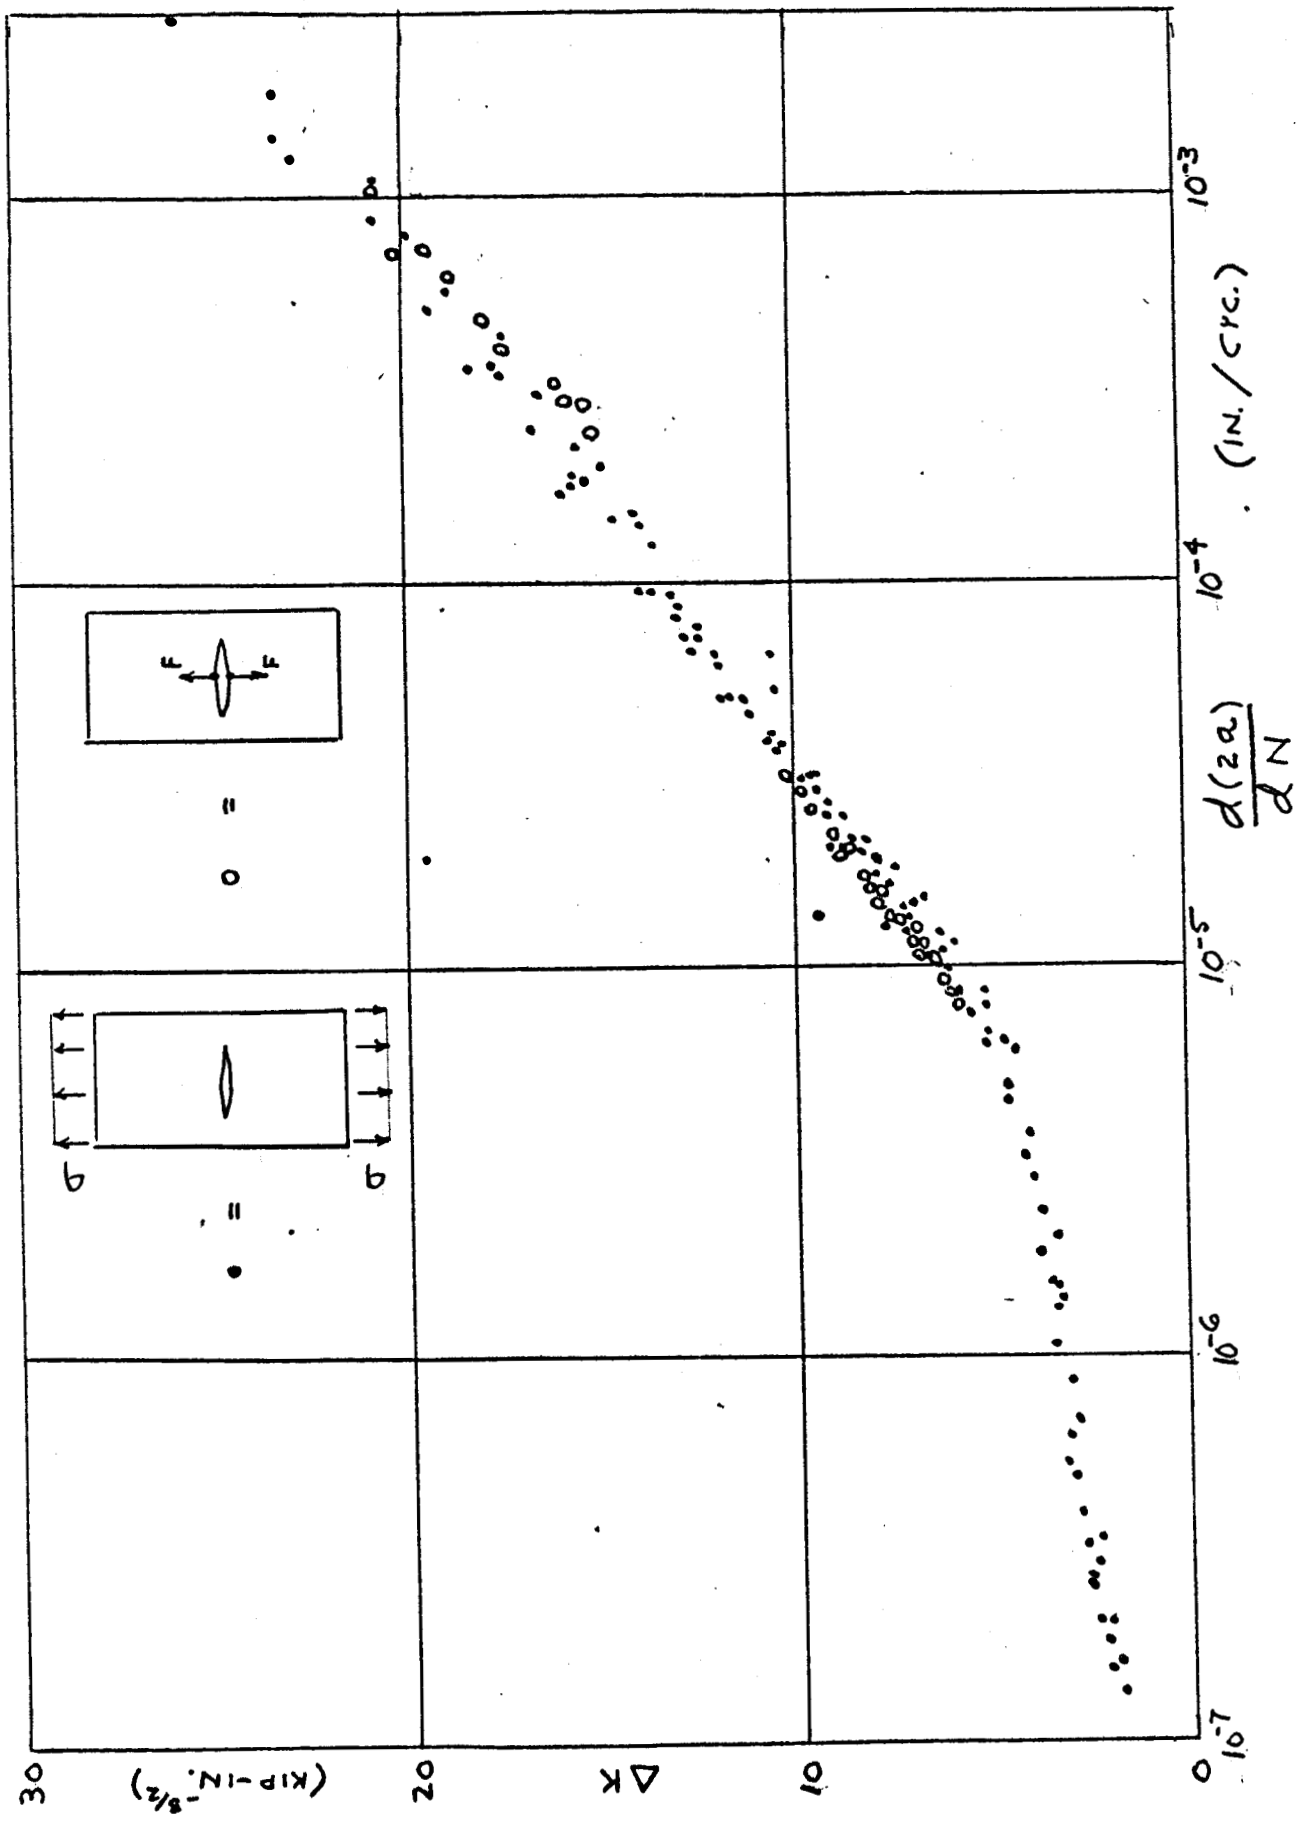 30
(KIP-IN.^-3/2)
20
ΔK
10
0
σ
σ
• =
o =
F
F
10^-7
10^-6
10^-5
10^-4
10^-3
d(2a)
dN
(IN./CYC.)